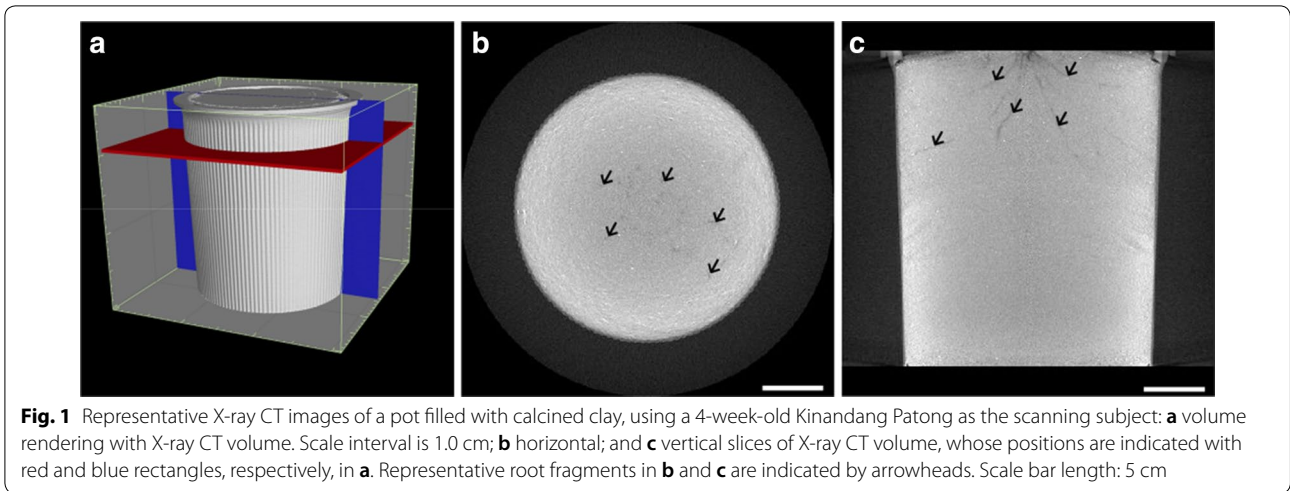 a
b
c
Fig. 1 Representative X-ray CT images of a pot filled with calcined clay, using a 4-week-old Kinandang Patong as the scanning subject: a volume
rendering with X-ray CT volume. Scale interval is 1.0 cm; b horizontal; and c vertical slices of X-ray CT volume, whose positions are indicated with
red and blue rectangles, respectively, in a. Representative root fragments in b and c are indicated by arrowheads. Scale bar length: 5 cm